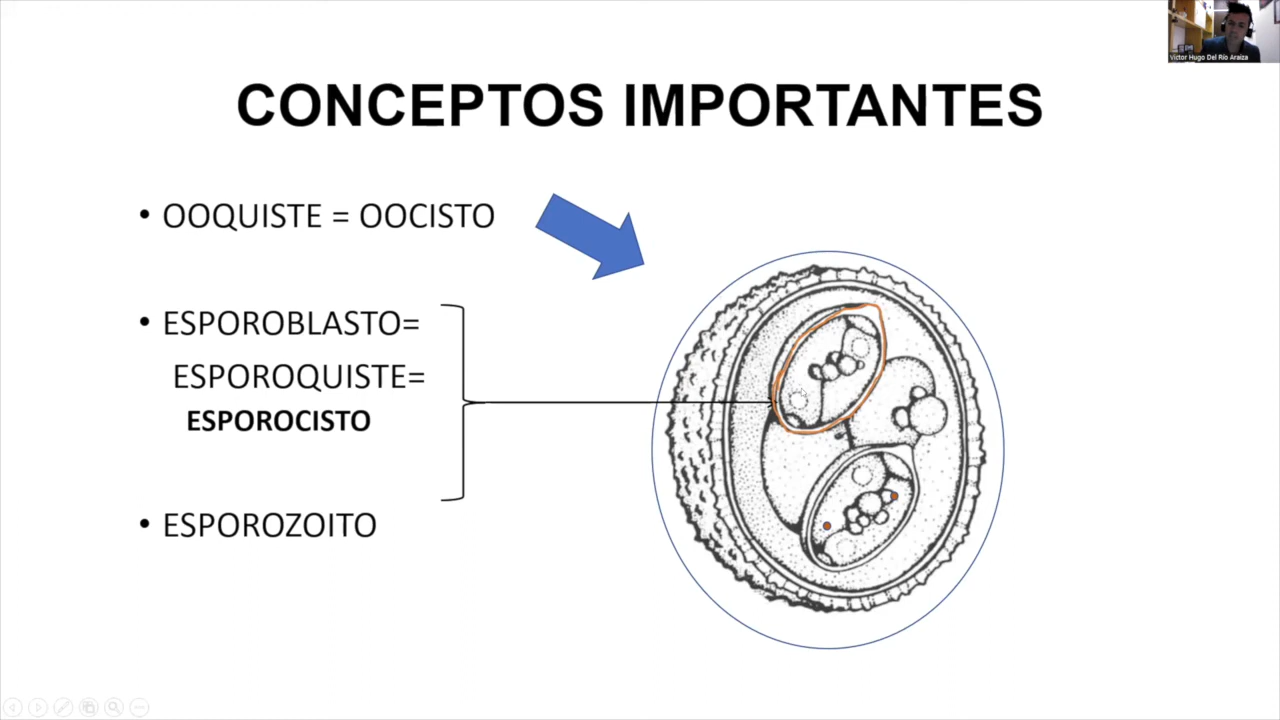 Víctor Hugo Del Río Araiza
CONCEPTOS IMPORTANTES
• OOQUISTE = OOCISTO
• ESPOROBLASTO=
ESPOROQUISTE=
ESPOROCISTO
• ESPOROZOITO